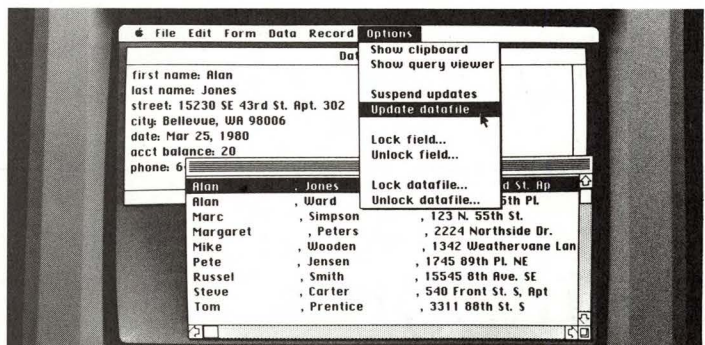 File Edit Form Data Record Options
Show clipboard
Show query viewer
Suspend updates
Update datafile
Lock field...
Unlock field...
Lock datafile...
Unlock datafile...
Dat
first name: Alan
last name: Jones
street: 15230 SE 43rd St. Apt. 302
city: Bellevue, WA 98006
date: Mar 25, 1980
acct balance: 20
phone: 6
Alan , Jones d St. Ap
Alan , Ward 5th Pl.
Marc , Simpson , 123 N. 55th St.
Margaret , Peters , 2224 Northside Dr.
Mike , Wooden , 1342 Weathervane Lan
Pete , Jensen , 1745 89th Pl. NE
Russel , Smith , 15545 8th Ave. SE
Steve , Carter , 540 Front St. S, Apt
Tom , Prentice , 3311 88th St. S